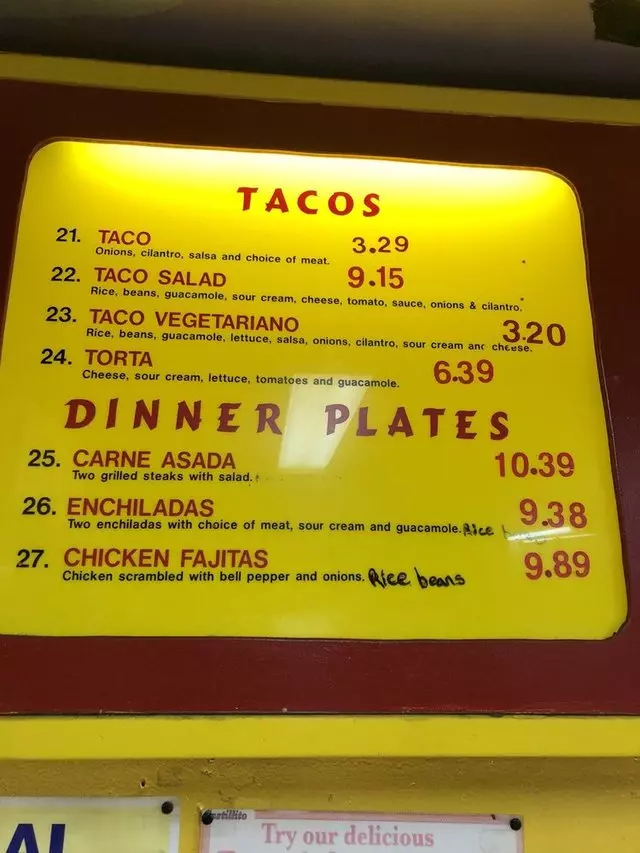 TACOS
21. TACO 3.29
Onions, cilantro, salsa and choice of meat.
22. TACO SALAD 9.15
Rice, beans, guacamole, sour cream, cheese, tomato, sauce, onions & cilantro.
23. TACO VEGETARIANO 3.20
Rice, beans, guacamole, lettuce, salsa, onions, cilantro, sour cream and cheese.
24. TORTA 6.39
Cheese, sour cream, lettuce, tomatoes and guacamole.
DINNER PLATES
25. CARNE ASADA 10.39
Two grilled steaks with salad.
26. ENCHILADAS 9.38
Two enchiladas with choice of meat, sour cream and guacamole. Rice
27. CHICKEN FAJITAS 9.89
Chicken scrambled with bell pepper and onions. Rice beans
AL
Try our delicious